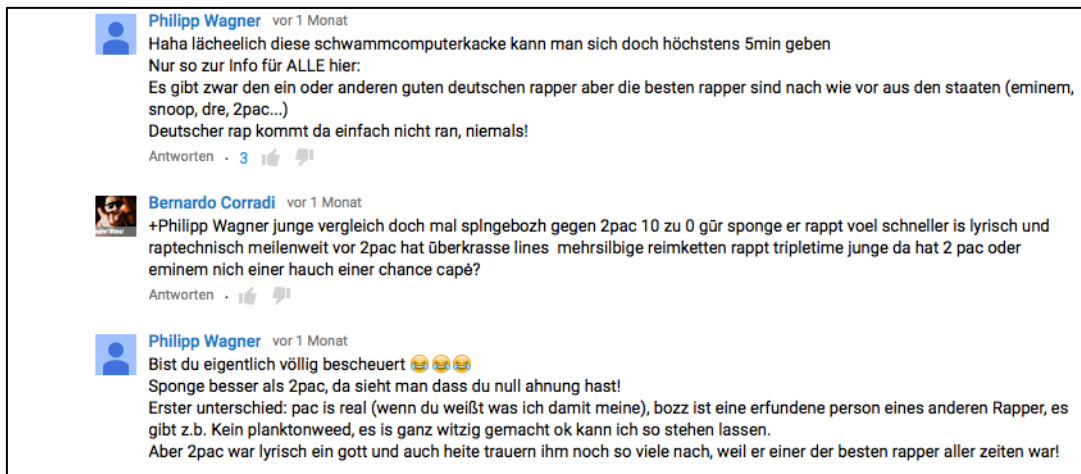 Philipp Wagner vor 1 Monat
Haha lächeelich diese schwammcomputerkacke kann man sich doch höchstens 5min geben
Nur so zur Info für ALLE hier:
Es gibt zwar den ein oder anderen guten deutschen rapper aber die besten rapper sind nach wie vor aus den staaten (eminem,
snoop, dre, 2pac...)
Deutscher rap kommt da einfach nicht ran, niemals!
Antworten · 3
Bernardo Corradi vor 1 Monat
+Philipp Wagner junge vergleich doch mal splngebozh gegen 2pac 10 zu 0 gūr sponge er rappt voel schneller is lyrisch und
raptechnisch meilenweit vor 2pac hat ūberkrasse lines mehrsilbige reimketten rappt tripletime junge da hat 2 pac oder
eminem nich einer hauch einer chance capė?
Antworten ·
Philipp Wagner vor 1 Monat
Bist du eigentlich völlig bescheuert 😂😂😂
Sponge besser als 2pac, da sieht man dass du null ahnung hast!
Erster unterschied: pac is real (wenn du weißt was ich damit meine), bozz ist eine erfundene person eines anderen Rapper, es
gibt z.b. Kein planktonweed, es is ganz witzig gemacht ok kann ich so stehen lassen.
Aber 2pac war lyrisch ein gott und auch heite trauern ihm noch so viele nach, weil er einer der besten rapper aller zeiten war!